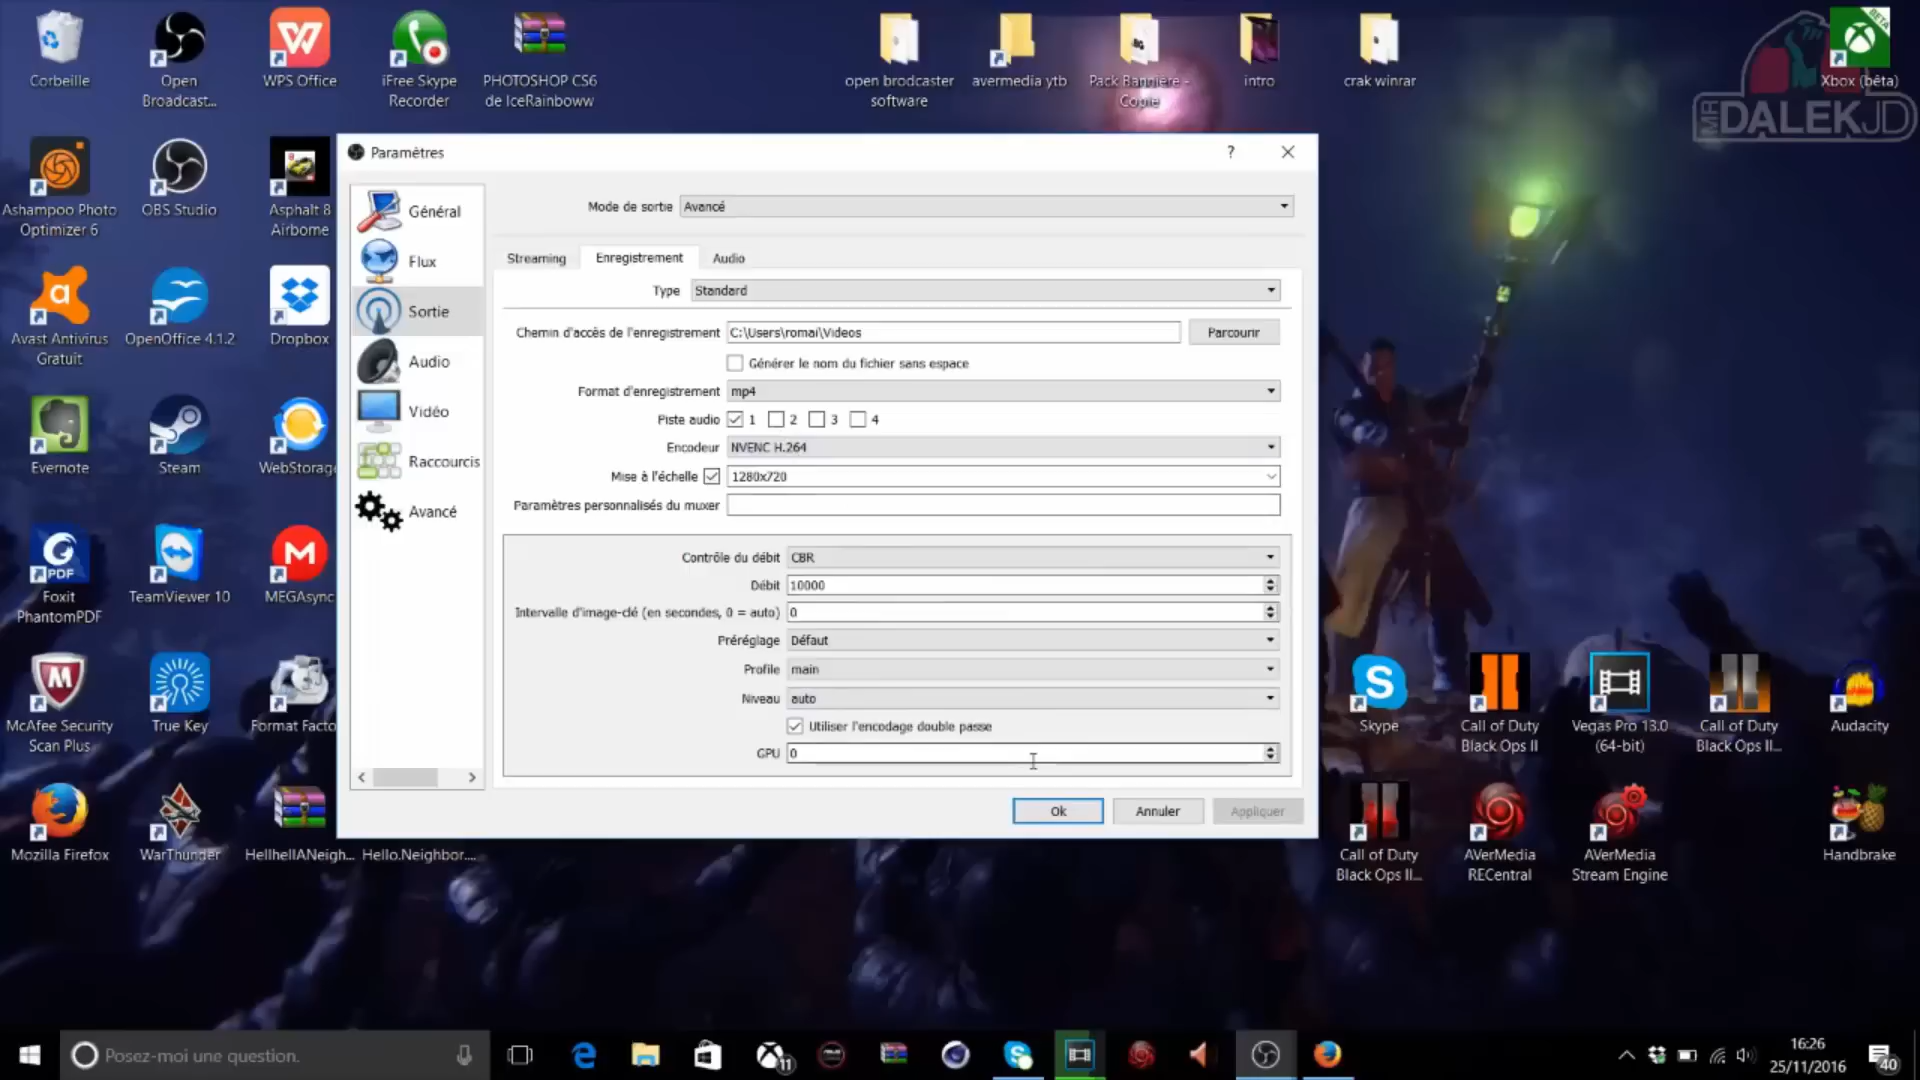 Corbeille
Open
Broadcast...
WPS Office
iFree Skype
Recorder
PHOTOSHOP CS6
de IceRainboww
open brodcaster
software
avermedia ytb
Pack Bannière -
Copie
intro
crak winrar
BETA
Xbox (bêta)
MR DALEKJD
Ashampoo Photo
Optimizer 6
OBS Studio
Asphalt 8
Airborne
Avast Antivirus
Gratuit
OpenOffice 4.1.2
Dropbox
Evernote
Steam
WebStorage
PDF
Foxit
PhantomPDF
TeamViewer 10
MEGAsync
McAfee Security
Scan Plus
True Key
Format Facto
Mozilla Firefox
WarThunder
HellhellANeigh...
Hello.Neighbor....
Paramètres
?
Général
Flux
Sortie
Audio
Vidéo
Raccourcis
Avancé
Mode de sortie Avancé
Streaming Enregistrement Audio
Type Standard
Chemin d'accès de l'enregistrement C:\Users\romai\Videos Parcourir
Générer le nom du fichier sans espace
Format d'enregistrement mp4
Piste audio 1 2 3 4
Encodeur NVENC H.264
Mise à l'échelle 1280x720
Paramètres personnalisés du muxer
Contrôle du débit CBR
Débit 10000
Intervalle d'image-clé (en secondes, 0 = auto) 0
Préréglage Défaut
Profile main
Niveau auto
Utiliser l'encodage double passe
GPU 0
Ok Annuler Appliquer
Skype
Call of Duty
Black Ops II
Vegas Pro 13.0
(64-bit)
Call of Duty
Black Ops II...
Audacity
Call of Duty
Black Ops II...
AVerMedia
RECentral
AVerMedia
Stream Engine
Handbrake
Posez-moi une question.
11
16:26
25/11/2016
40